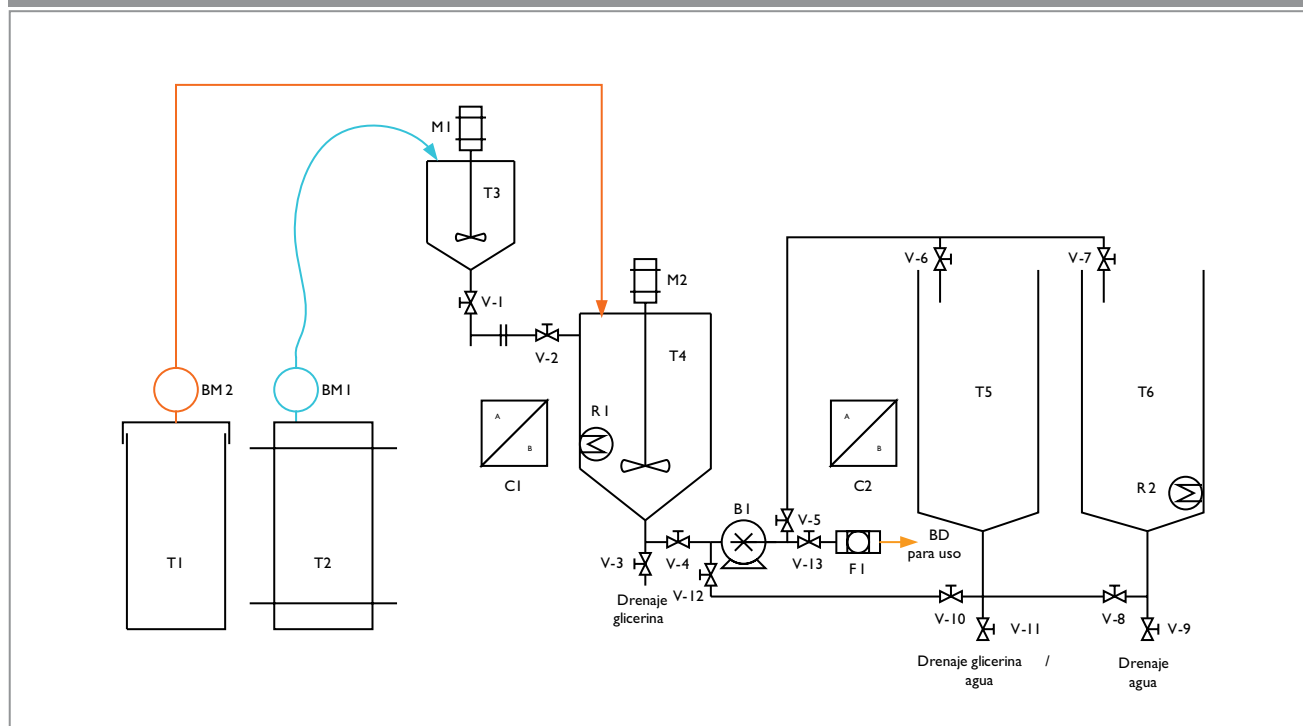 M1
T3
V-1
M2
V-2
T4
V-6
V-7
BM2
BM1
R1
A
B
C1
A
B
C2
T5
T6
R2
B1
V-5
V-3
V-4
V-13
F1
BD
para uso
V-12
Drenaje
glicerina
T1
T2
V-10
V-11
V-8
V-9
Drenaje glicerina /
agua
Drenaje
agua